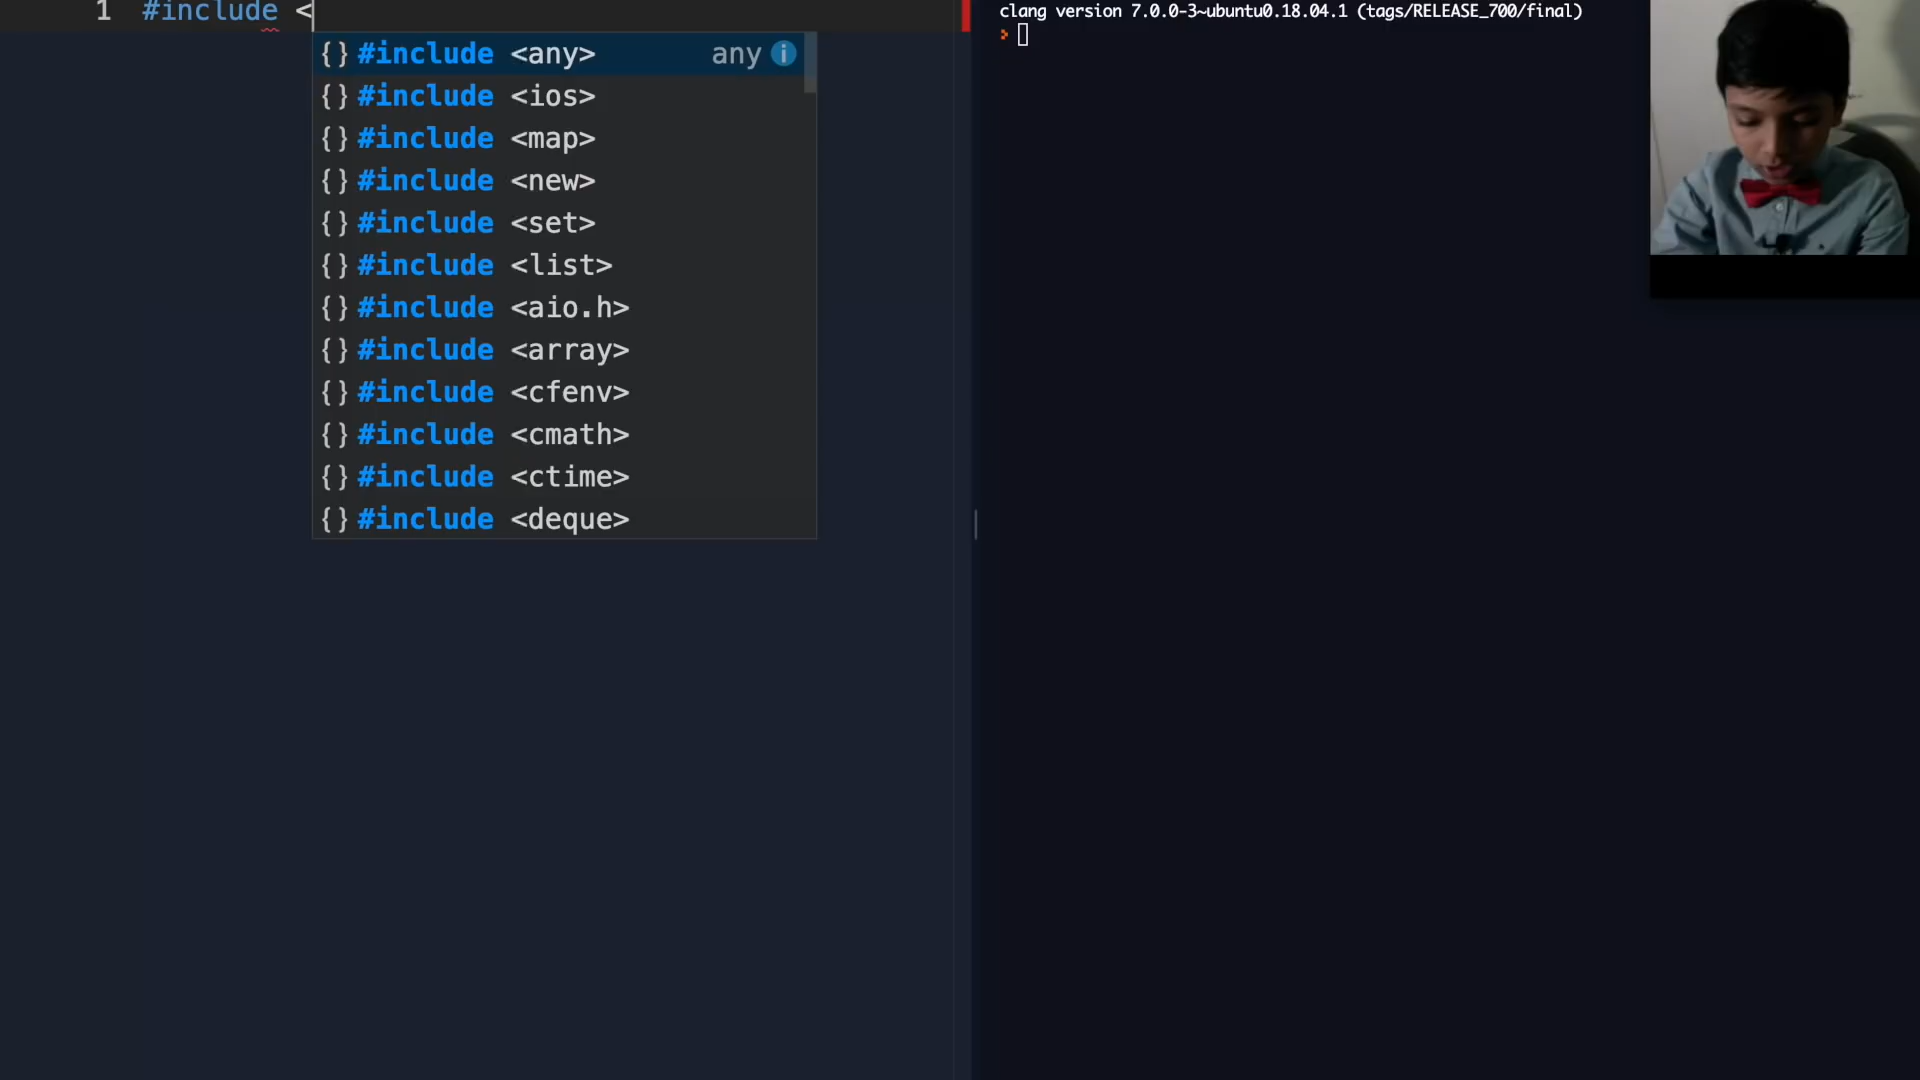 1 #include <
{} #include <any> any i
{} #include <ios>
{} #include <map>
{} #include <new>
{} #include <set>
{} #include <list>
{} #include <aio.h>
{} #include <array>
{} #include <cfenv>
{} #include <cmath>
{} #include <ctime>
{} #include <deque>
clang version 7.0.0-3~ubuntu0.18.04.1 (tags/RELEASE_700/final)
>